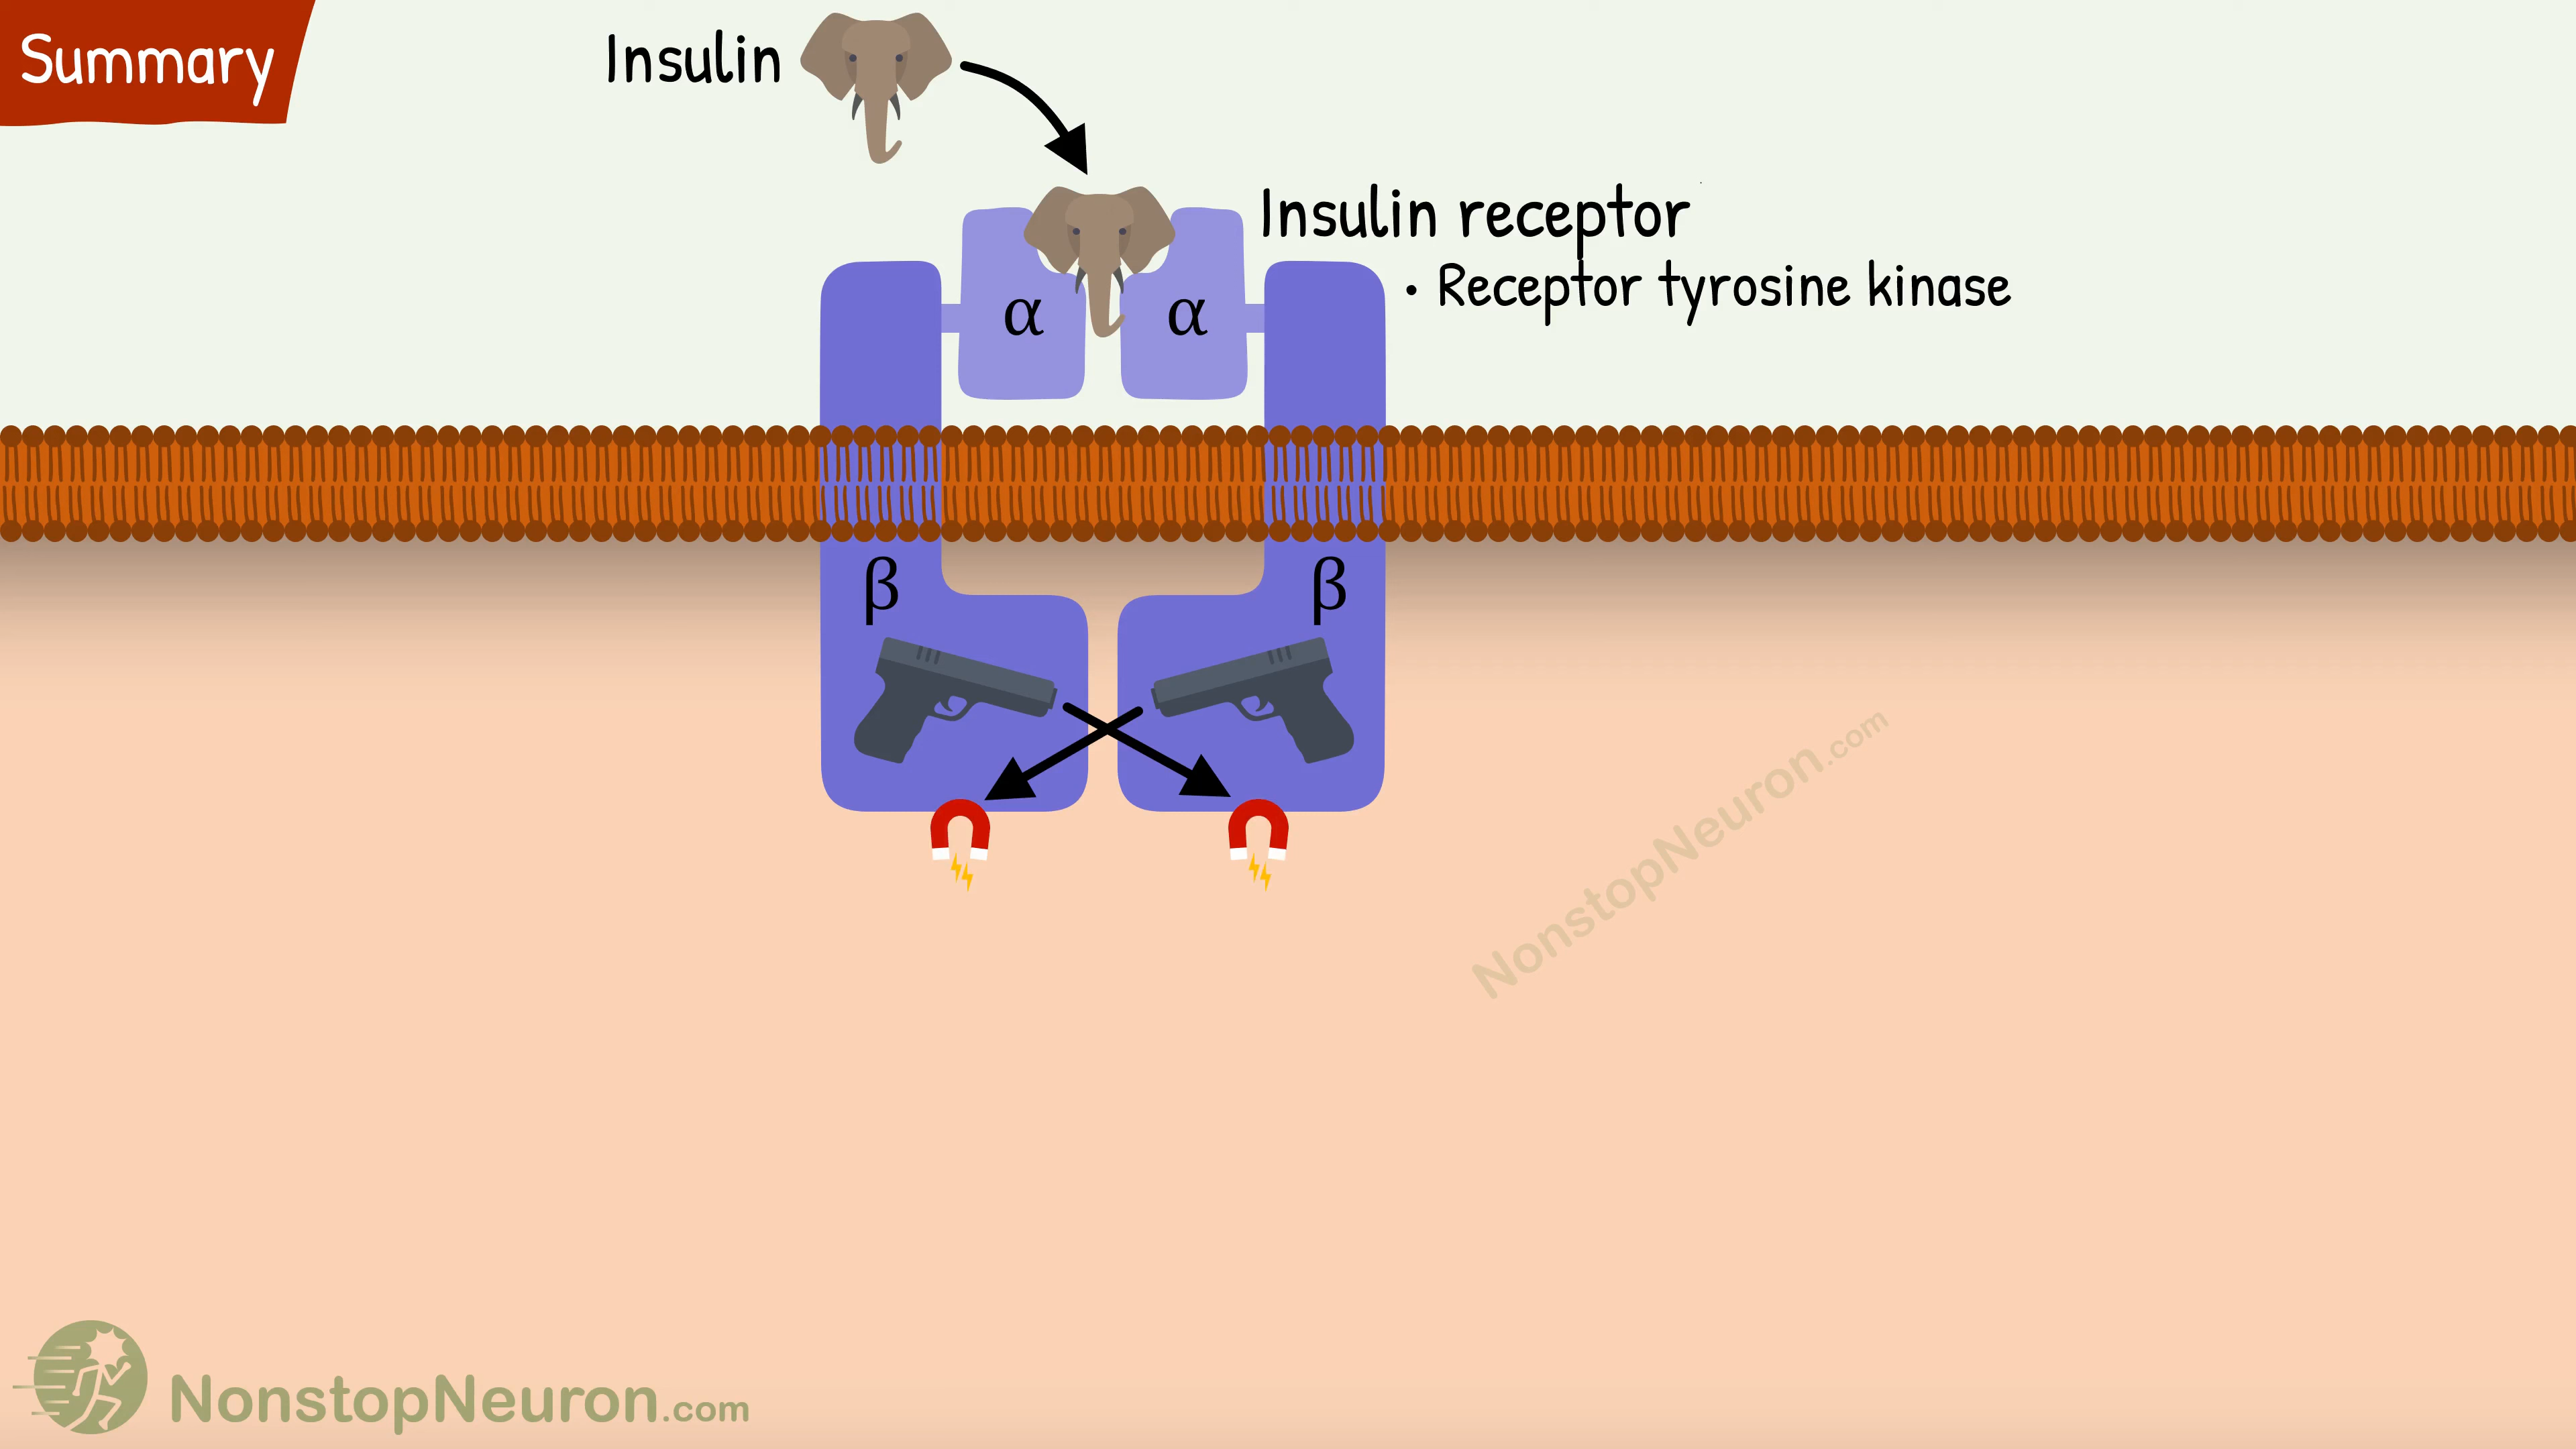 Summary
Insulin
Insulin receptor
• Receptor tyrosine kinase
α α
β β
NonstopNeuron.com
NonstopNeuron.com